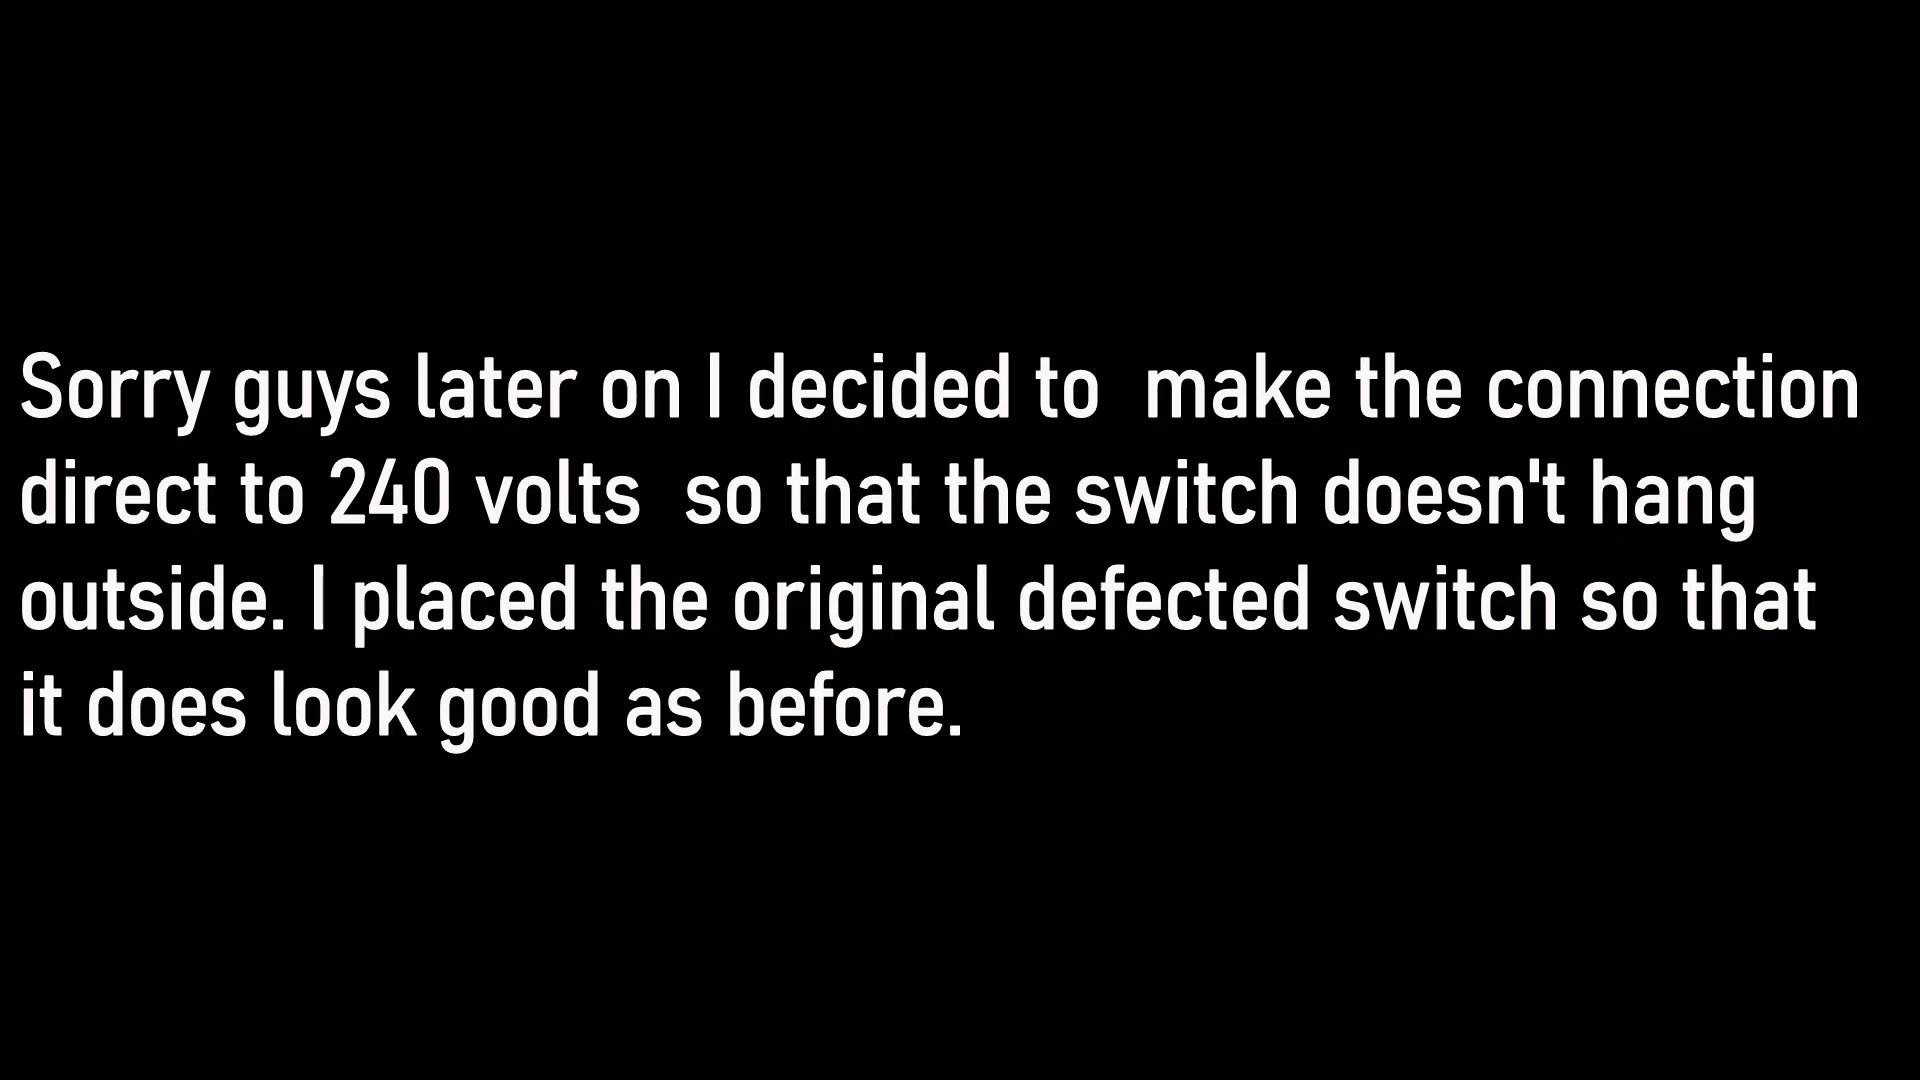 Sorry guys later on I decided to  make the connection
direct to 240 volts  so that the switch doesn't hang
outside. I placed the original defected switch so that
it does look good as before.